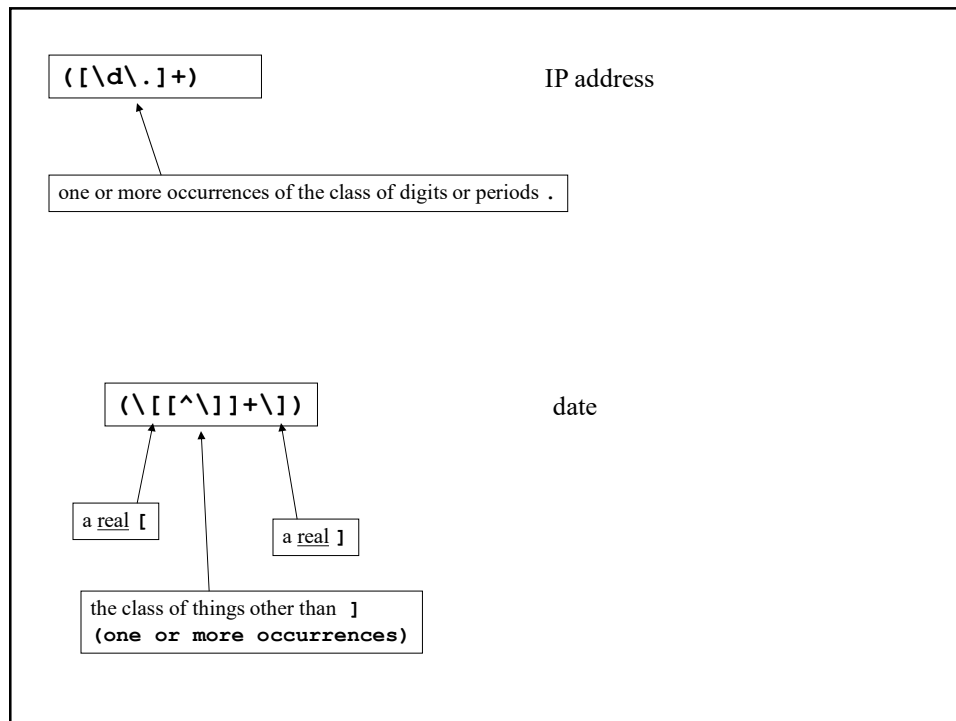 ([\d\.]+)
IP address
one or more occurrences of the class of digits or periods .
(\[[^\]]+\])
date
a real [
a real ]
the class of things other than ]
(one or more occurrences)